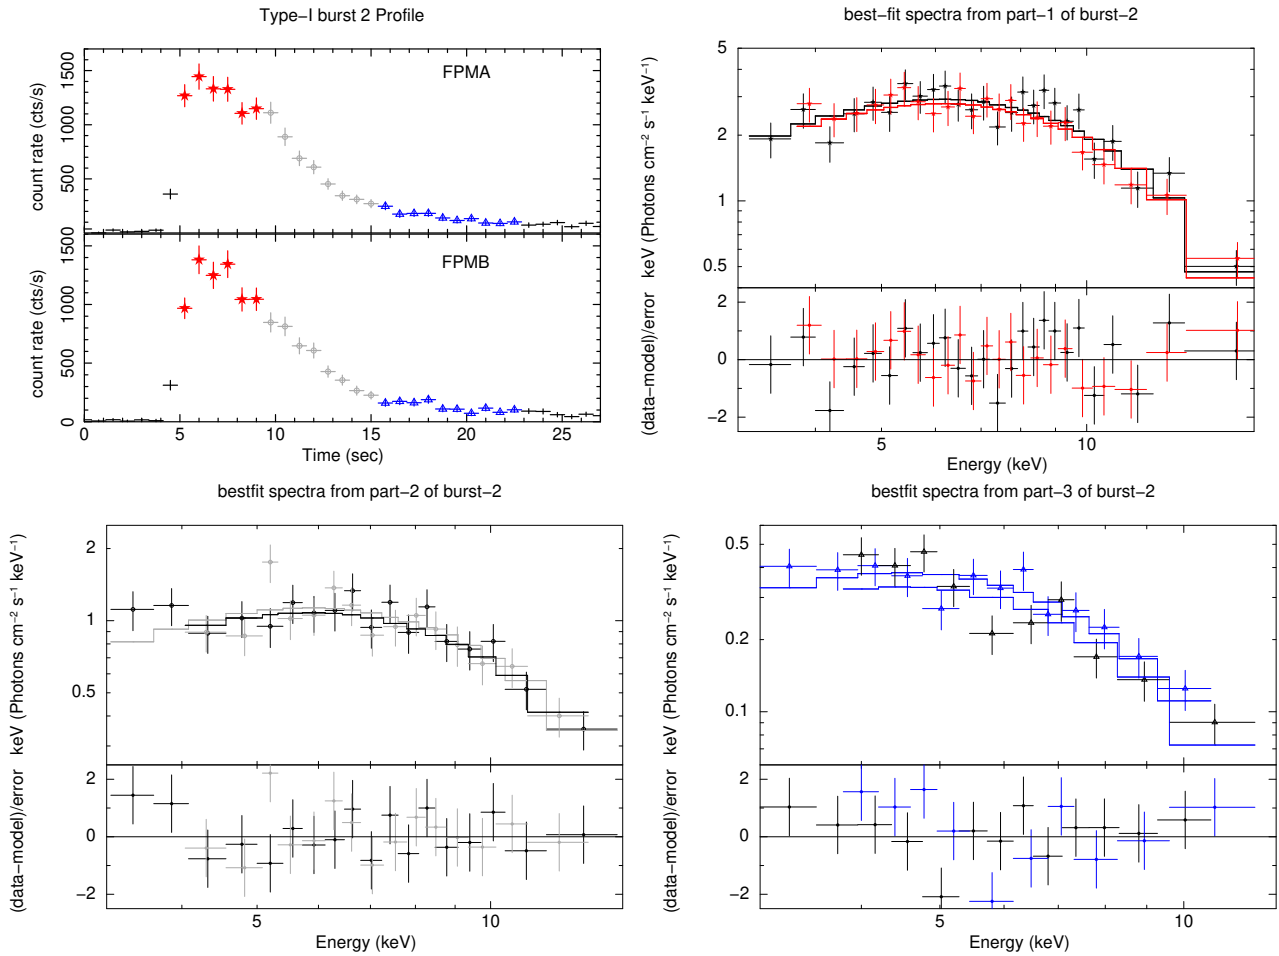 Type−I burst 2 Profile
1500
1000
500
0
count rate (cts/s)
FPMA
1500
1000
500
0
count rate (cts/s)
FPMB
0 5 10 15 20 25
Time (sec)
best−fit spectra from part−1 of burst−2
5
2
1
0.5
keV (Photons cm−2 s−1 keV−1)
2
0
−2
(data−model)/error
5 10
Energy (keV)
bestfit spectra from part−2 of burst−2
2
1
0.5
keV (Photons cm−2 s−1 keV−1)
2
0
−2
(data−model)/error
5 10
Energy (keV)
bestfit spectra from part−3 of burst−2
0.5
0.2
0.1
keV (Photons cm−2 s−1 keV−1)
2
0
−2
(data−model)/error
5 10
Energy (keV)